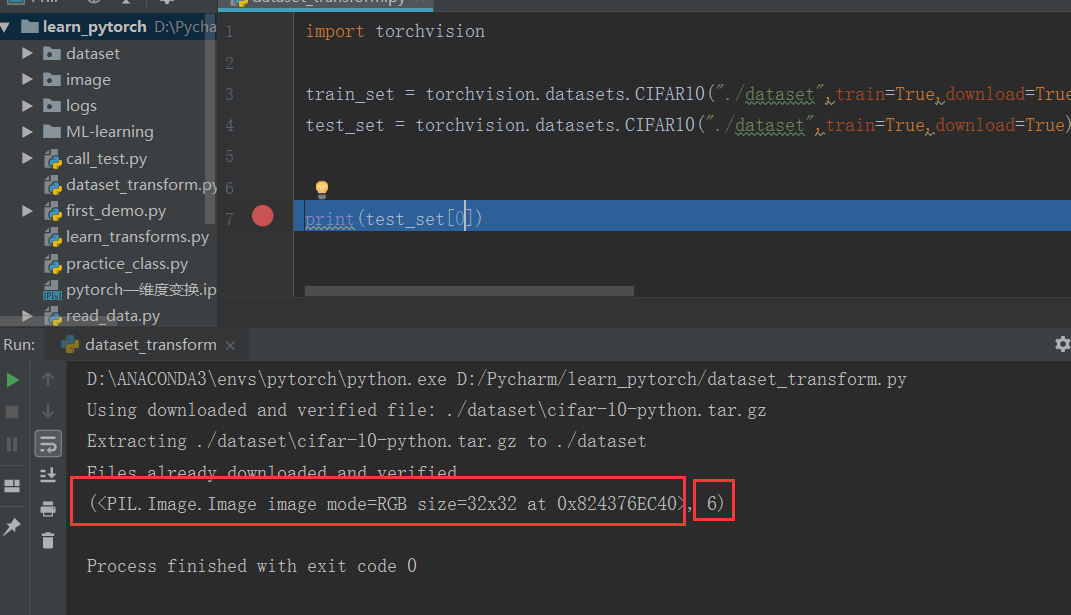 dataset_transform.py
learn_pytorch D:\Pycha
dataset
image
logs
ML-learning
call_test.py
dataset_transform.py
first_demo.py
learn_transforms.py
practice_class.py
pytorch—维度变换.ip
read_data.py
1 import torchvision
2
3 train_set = torchvision.datasets.CIFAR10("./dataset",train=True,download=True
4 test_set = torchvision.datasets.CIFAR10("./dataset",train=True,download=True)
5
6
7 print(test_set[0])
Run: dataset_transform
D:\ANACONDA3\envs\pytorch\python.exe D:/Pycharm/learn_pytorch/dataset_transform.py
Using downloaded and verified file: ./dataset\cifar-10-python.tar.gz
Extracting ./dataset\cifar-10-python.tar.gz to ./dataset
Files already downloaded and verified
(<PIL.Image.Image image mode=RGB size=32x32 at 0x824376EC40>, 6)
Process finished with exit code 0